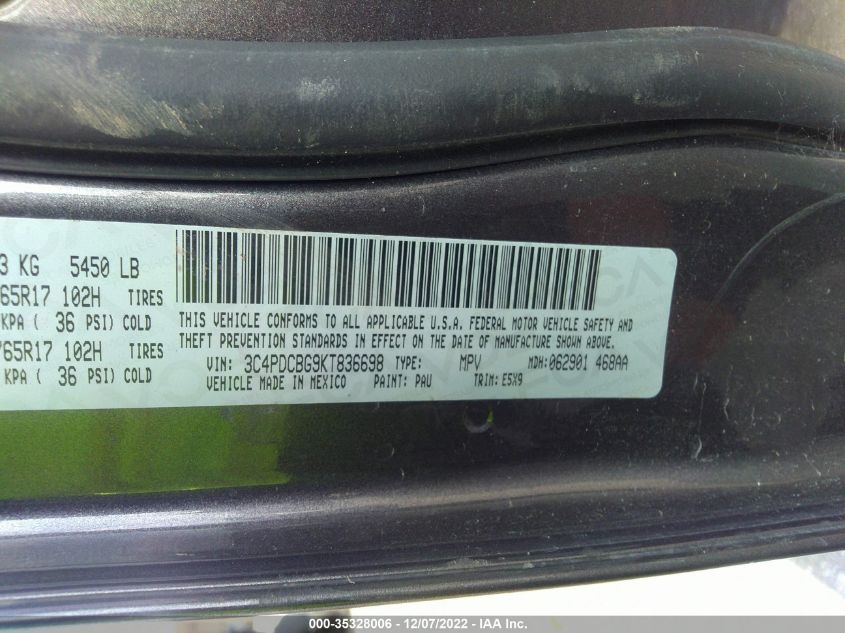 3 KG 5450 LB
65R17 102H TIRES
KPA ( 36 PSI) COLD
/65R17 102H TIRES
KPA ( 36 PSI) COLD
THIS VEHICLE CONFORMS TO ALL APPLICABLE U.S.A. FEDERAL MOTOR VEHICLE SAFETY AND
THEFT PREVENTION STANDARDS IN EFFECT ON THE DATE OF MANUFACTURE SHOWN ABOVE.
VIN: 3C4PDCBG9KT836698 TYPE: MPV MDH:062901 468AA
VEHICLE MADE IN MEXICO PAINT: PAU TRIM: E5X9
000-35328006 - 12/07/2022 - IAA Inc.